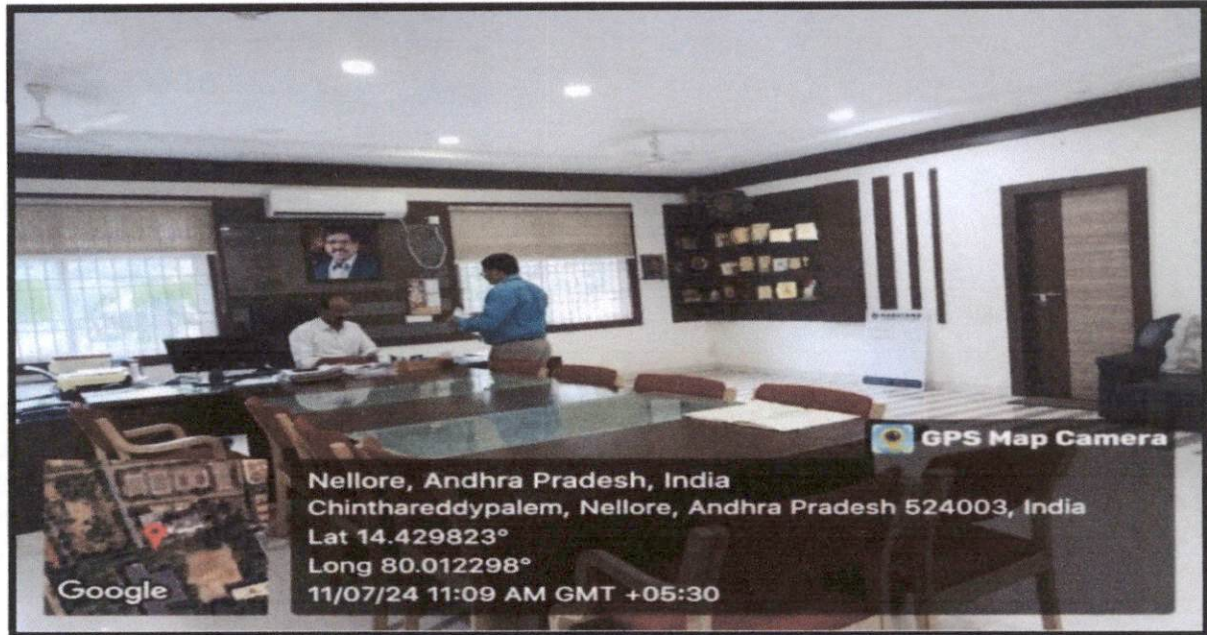 GPS Map Camera
Nellore, Andhra Pradesh, India
Chinthareddypalem, Nellore, Andhra Pradesh 524003, India
Lat 14.429823°
Long 80.012298°
11/07/24 11:09 AM GMT +05:30
Google